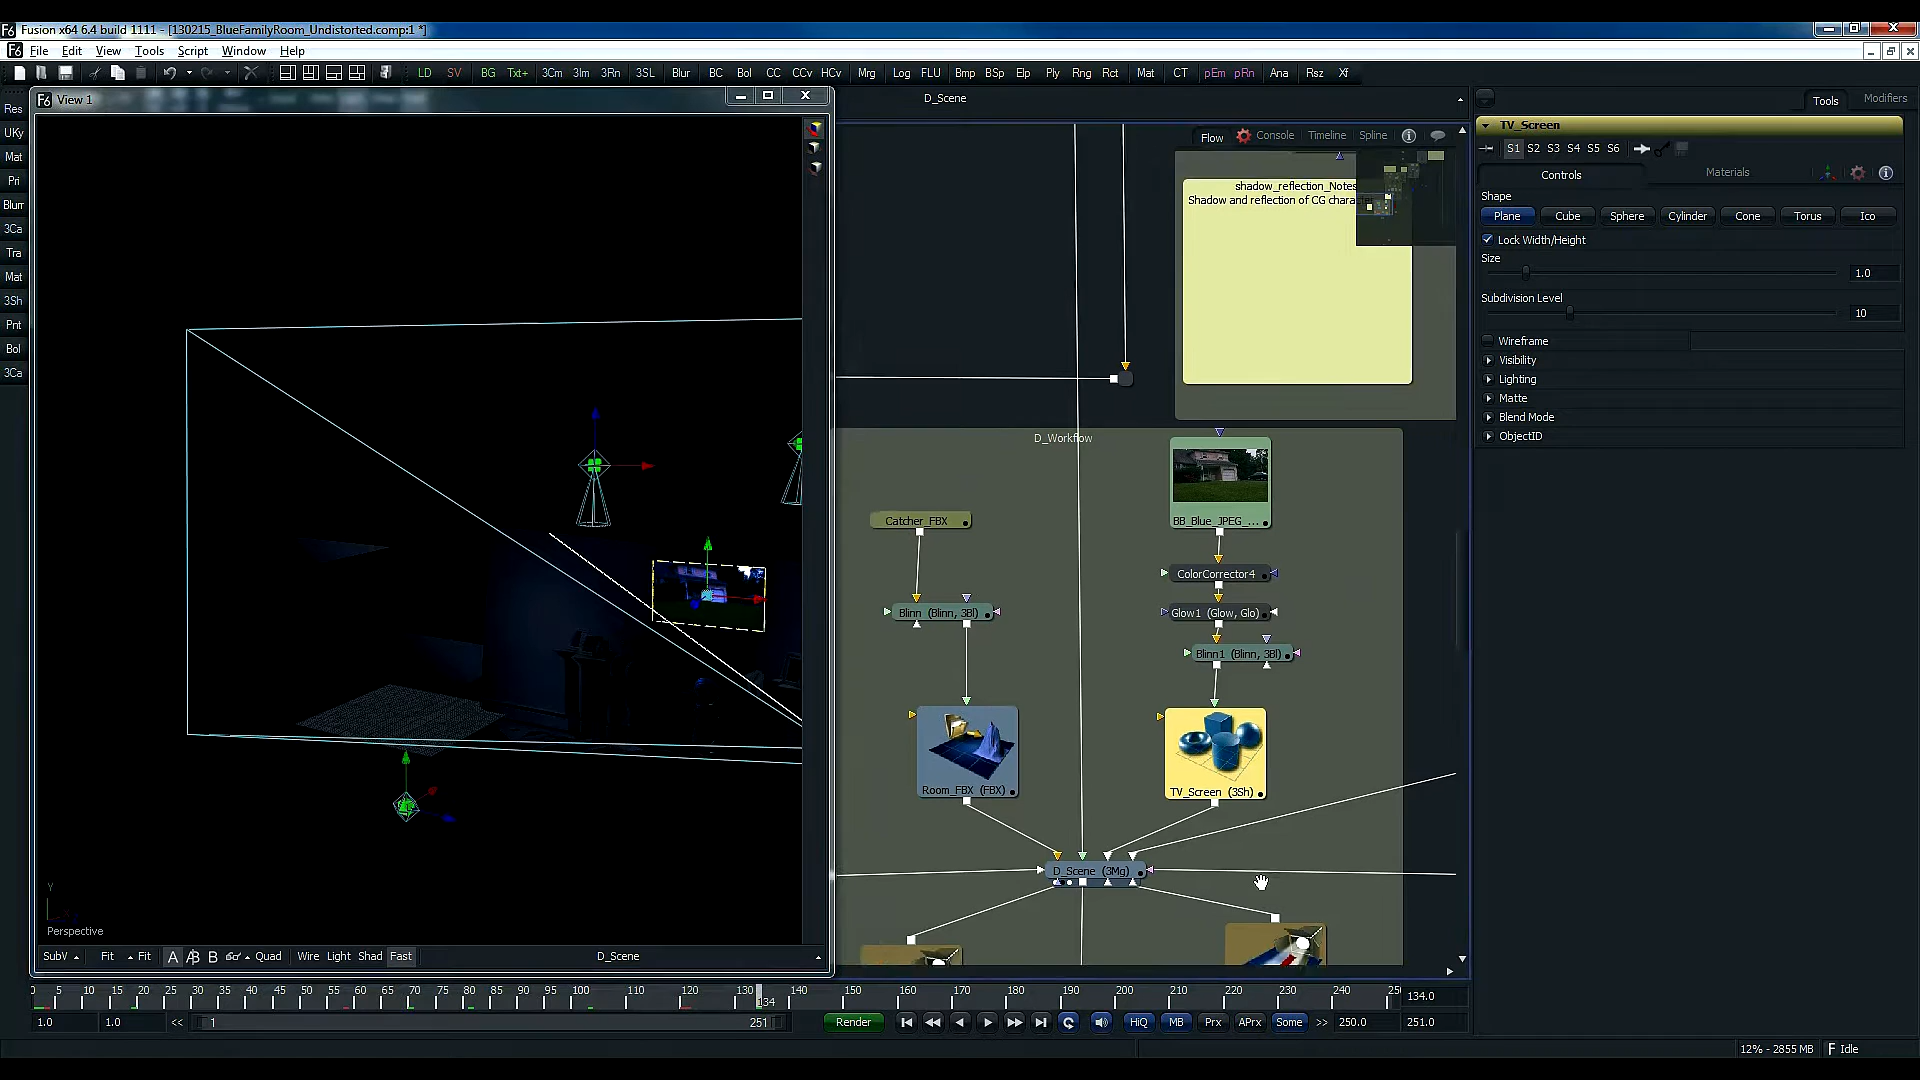 Fusion x64 6.4 build 1111 - [130215_BlueFamilyRoom_Undistorted.comp:1 *]
File Edit View Tools Script Window Help
LD SV BG Txt+ 3Cm 3Im 3Rn 3SL Blur BC Bol CC CCv HCv Mrg Log FLU Bmp BSp Elp Ply Rng Rct Mat CT pEm pRn Ana Rsz Xf
View 1
D_Scene
Tools Modifiers
Res
UKy
Mat
Pri
Blurr
3Ca
Tra
Mat
3Sh
Pnt
Bol
3Ca
Flow Console Timeline Spline
shadow_reflection_Notes
Shadow and reflection of CG charac
D_Workflow
BB_Blue_JPEG_...
Catcher_FBX
ColorCorrector4
Blinn (Blinn, 3Bl)
Glow1 (Glow, Glo)
Blinn1 (Blinn, 3Bl)
Room_FBX (FBX)
TV_Screen (3Sh)
D_Scene (3Mg)
TV_Screen
S1 S2 S3 S4 S5 S6
Controls Materials
Shape
Plane Cube Sphere Cylinder Cone Torus Ico
Lock Width/Height
Size
1.0
Subdivision Level
10
Wireframe
Visibility
Lighting
Matte
Blend Mode
ObjectID
Y
Perspective
SubV Fit Fit A B Quad Wire Light Shad Fast D_Scene
0 5 10 15 20 25 30 35 40 45 50 55 60 65 70 75 80 85 90 95 100 110 120 130 134 140 150 160 170 180 190 200 210 220 230 240 25 134.0
1.0 1.0 << 1 251 Render HiQ MB Prx APrx Some >> 250.0 251.0
12% - 2855 MB Idle